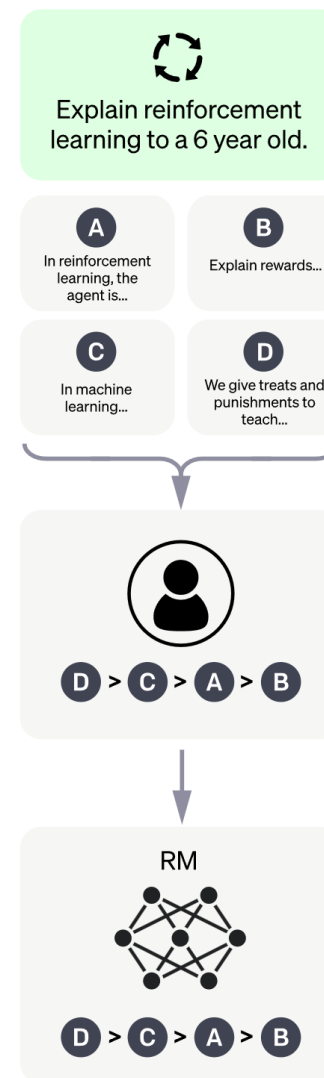 Explain reinforcement
learning to a 6 year old.
A
In reinforcement
learning, the
agent is...
B
Explain rewards...
C
In machine
learning...
D
We give treats and
punishments to
teach...
D > C > A > B
RM
D > C > A > B